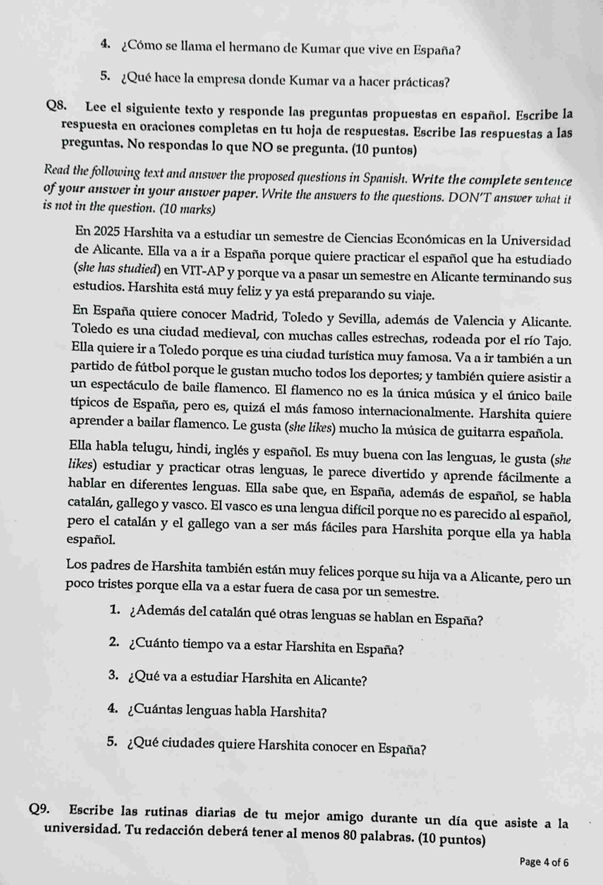 4. ¿Cómo se llama el hermano de Kumar que vive en España?
5. ¿Qué hace la empresa donde Kumar va a hacer prácticas?
Q8. Lee el siguiente texto y responde las preguntas propuestas en español. Escribe la
respuesta en oraciones completas en tu hoja de respuestas. Escribe las respuestas a las
preguntas. No respondas lo que NO se pregunta. (10 puntos)
Read the following text and answer the proposed questions in Spanish. Write the complete sentence
of your answer in your answer paper. Write the answers to the questions. DON'T answer what it
is not in the question. (10 marks)
En 2025 Harshita va a estudiar un semestre de Ciencias Económicas en la Universidad
de Alicante. Ella va a ir a España porque quiere practicar el español que ha estudiado
(she has studied) en VIT-AP y porque va a pasar un semestre en Alicante terminando sus
estudios. Harshita está muy feliz y ya está preparando su viaje.
En España quiere conocer Madrid, Toledo y Sevilla, además de Valencia y Alicante.
Toledo es una ciudad medieval, con muchas calles estrechas, rodeada por el río Tajo.
Ella quiere ir a Toledo porque es una ciudad turística muy famosa. Va a ir también a un
partido de fútbol porque le gustan mucho todos los deportes; y también quiere asistir a
un espectáculo de baile flamenco. El flamenco no es la única música y el único baile
típicos de España, pero es, quizá el más famoso internacionalmente. Harshita quiere
aprender a bailar flamenco. Le gusta (she likes) mucho la música de guitarra española.
Ella habla telugu, hindi, inglés y español. Es muy buena con las lenguas, le gusta (she
likes) estudiar y practicar otras lenguas, le parece divertido y aprende fácilmente a
hablar en diferentes lenguas. Ella sabe que, en España, además de español, se habla
catalán, gallego y vasco. El vasco es una lengua difícil porque no es parecido al español,
pero el catalán y el gallego van a ser más fáciles para Harshita porque ella ya habla
español.
Los padres de Harshita también están muy felices porque su hija va a Alicante, pero un
poco tristes porque ella va a estar fuera de casa por un semestre.
1. ¿Además del catalán qué otras lenguas se hablan en España?
2. ¿Cuánto tiempo va a estar Harshita en España?
3. ¿Qué va a estudiar Harshita en Alicante?
4. ¿Cuántas lenguas habla Harshita?
5. ¿Qué ciudades quiere Harshita conocer en España?
Q9. Escribe las rutinas diarias de tu mejor amigo durante un día que asiste a la
universidad. Tu redacción deberá tener al menos 80 palabras. (10 puntos)
Page 4 of 6